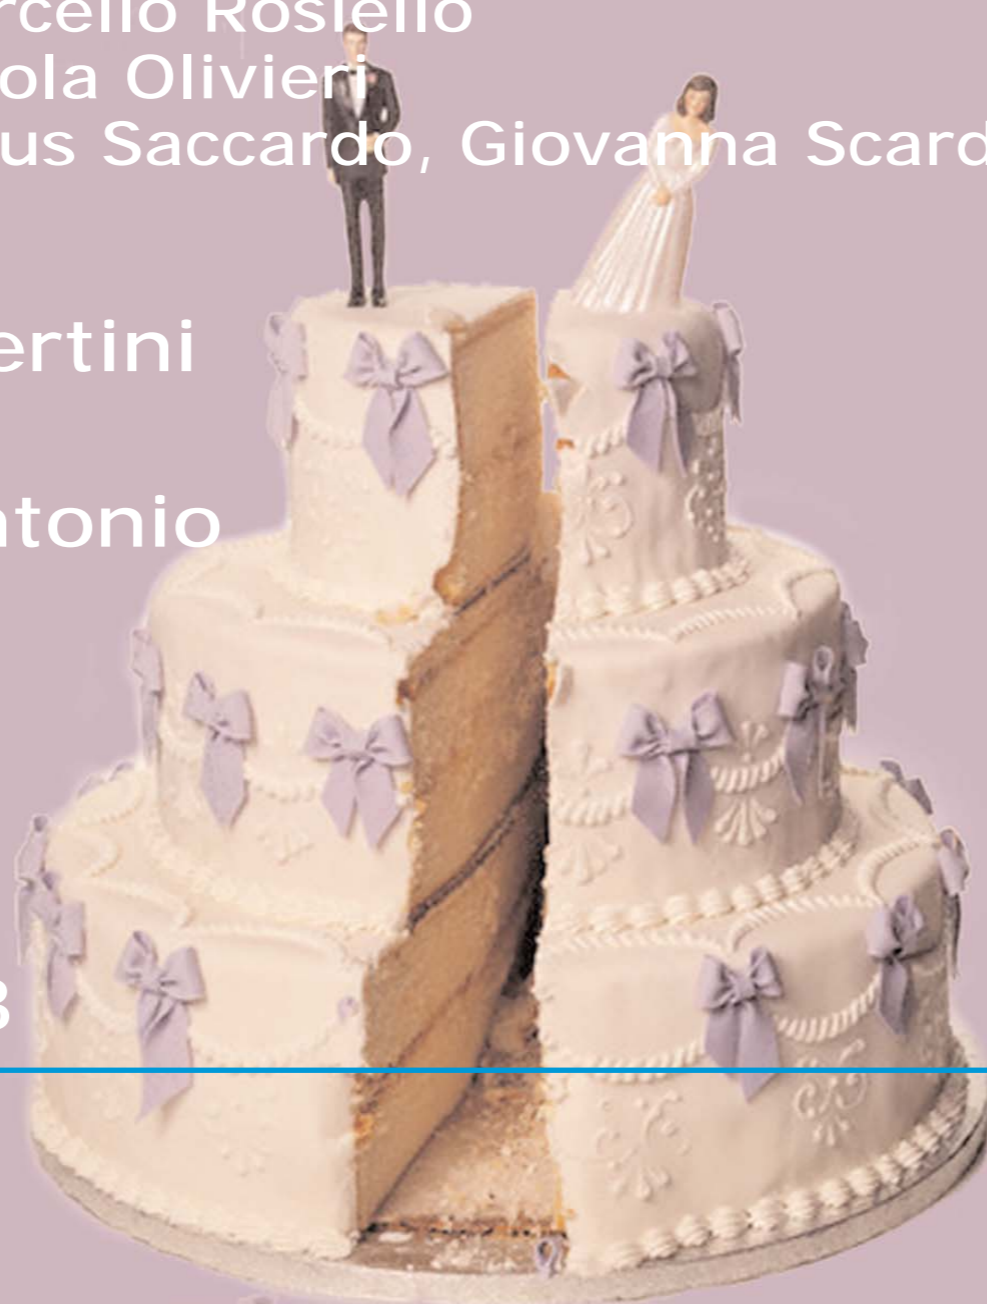 rcello Rosiello
ola Olivieri
us Saccardo, Giovanna Scard
ertini
ntonio